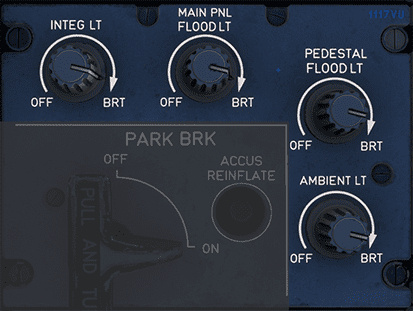 INTEG LT
OFF BRT
MAIN PNL
FLOOD LT
OFF BRT
1117VU
PEDESTAL
FLOOD LT
OFF BRT
PARK BRK
OFF
ACCUS
REINFLATE
ON
PULL AND TU
AMBIENT LT
OFF BRT